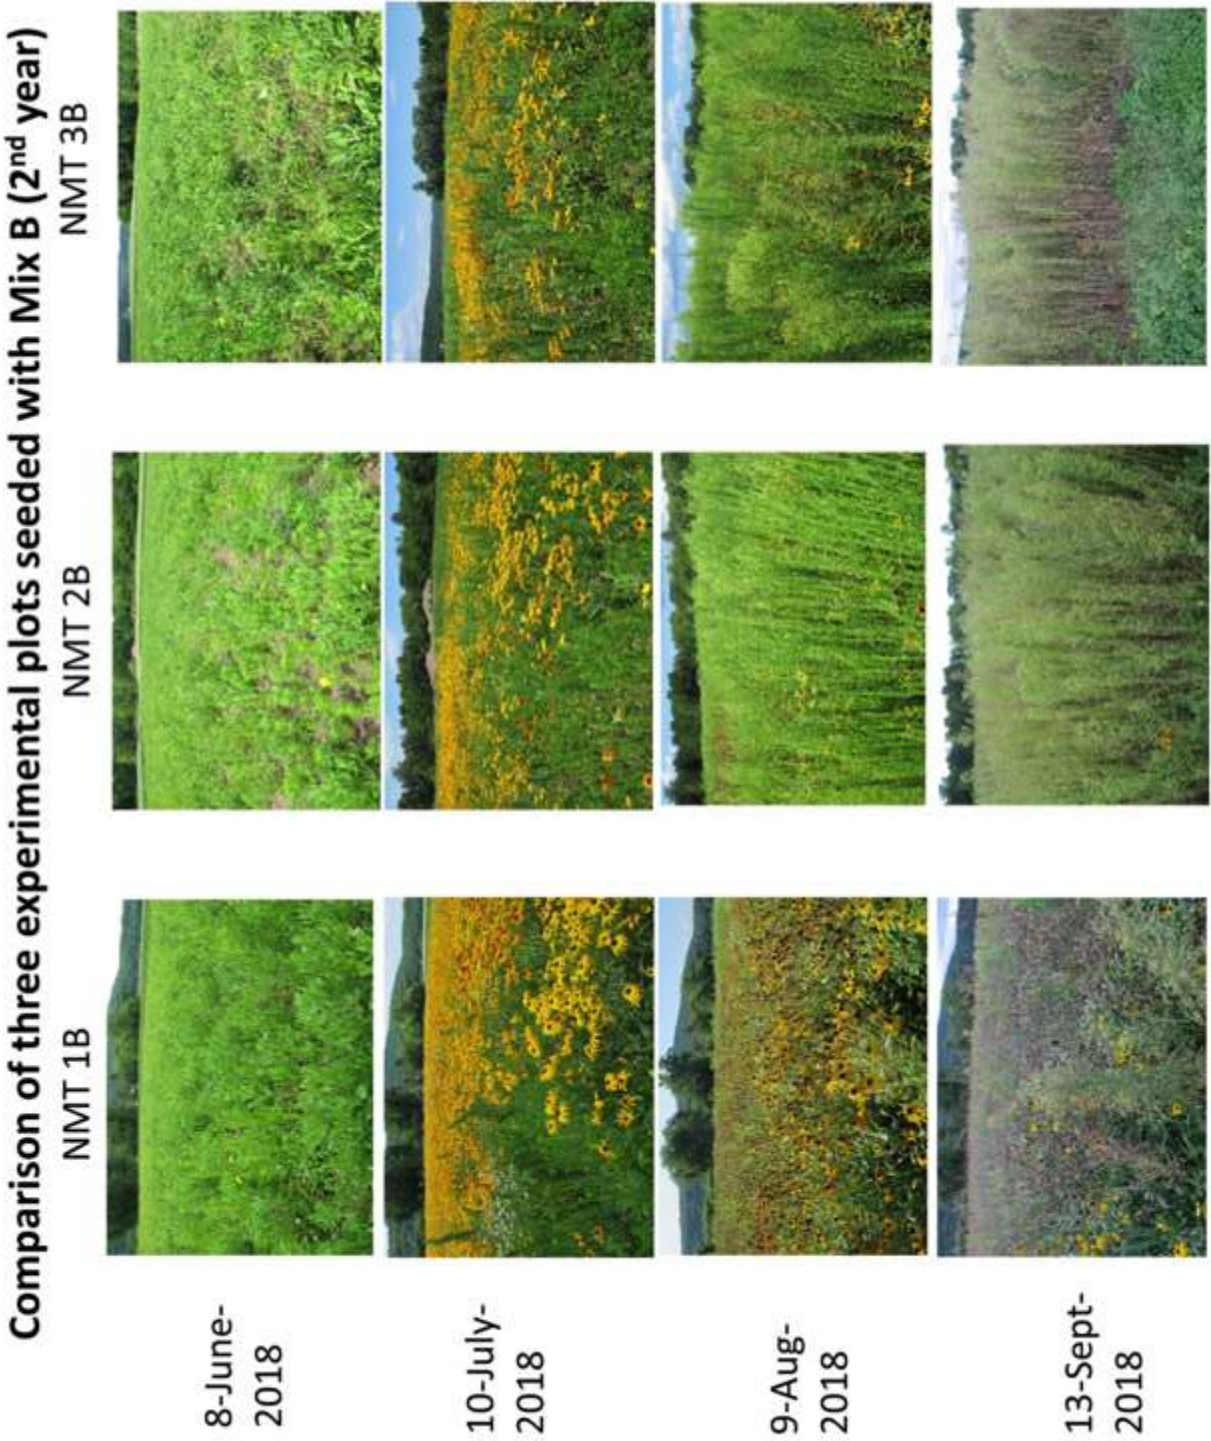 Comparison of three experimental plots seeded with Mix B (2nd year)
NMT 1B
NMT 2B
NMT 3B
8-June-
2018
10-July-
2018
9-Aug-
2018
13-Sept-
2018